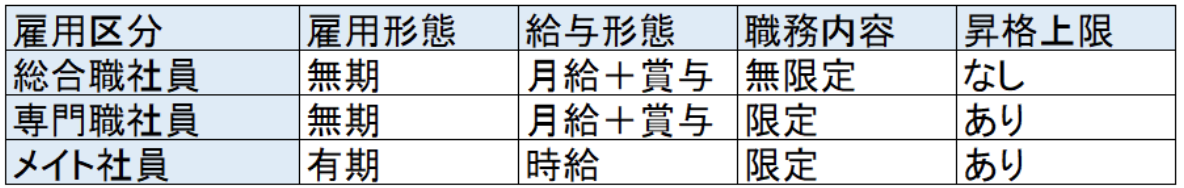 雇用区分 雇用形態 給与形態 職務内容 昇格上限
総合職社員 無期 月給＋賞与 無限定 なし
専門職社員 無期 月給＋賞与 限定 あり
メイト社員 有期 時給 限定 あり